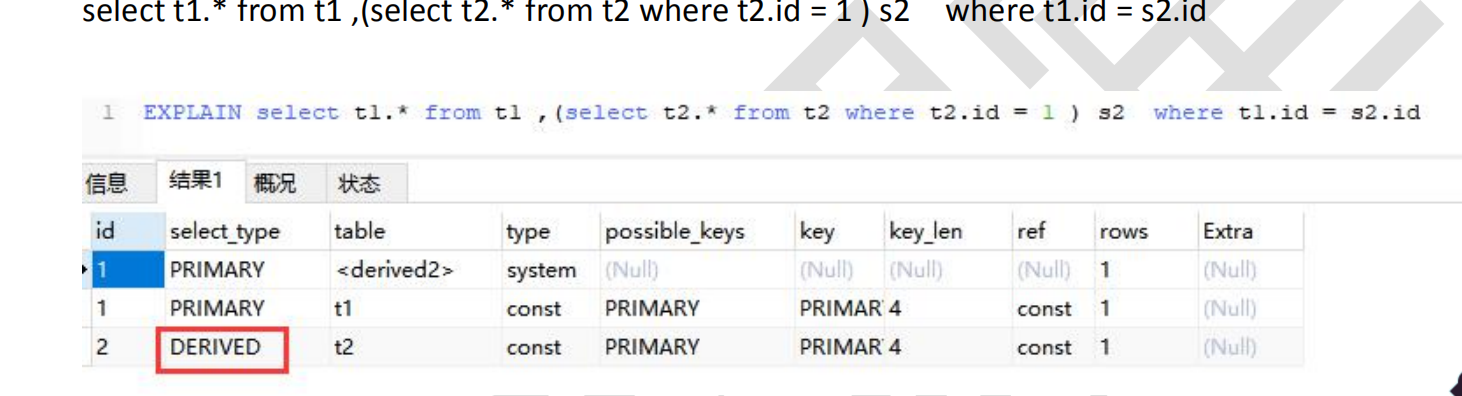 select t1.* from t1 ,(select t2.* from t2 where t2.id = 1 ) s2 where t1.id = s2.id
1 EXPLAIN select t1.* from t1 ,(select t2.* from t2 where t2.id = 1 ) s2 where t1.id = s2.id
信息 结果1 概况 状态
id select_type table type possible_keys key key_len ref rows Extra
1 PRIMARY <derived2> system (Null) (Null) (Null) (Null) 1 (Null)
1 PRIMARY t1 const PRIMARY PRIMAR 4 const 1 (Null)
2 DERIVED t2 const PRIMARY PRIMAR 4 const 1 (Null)